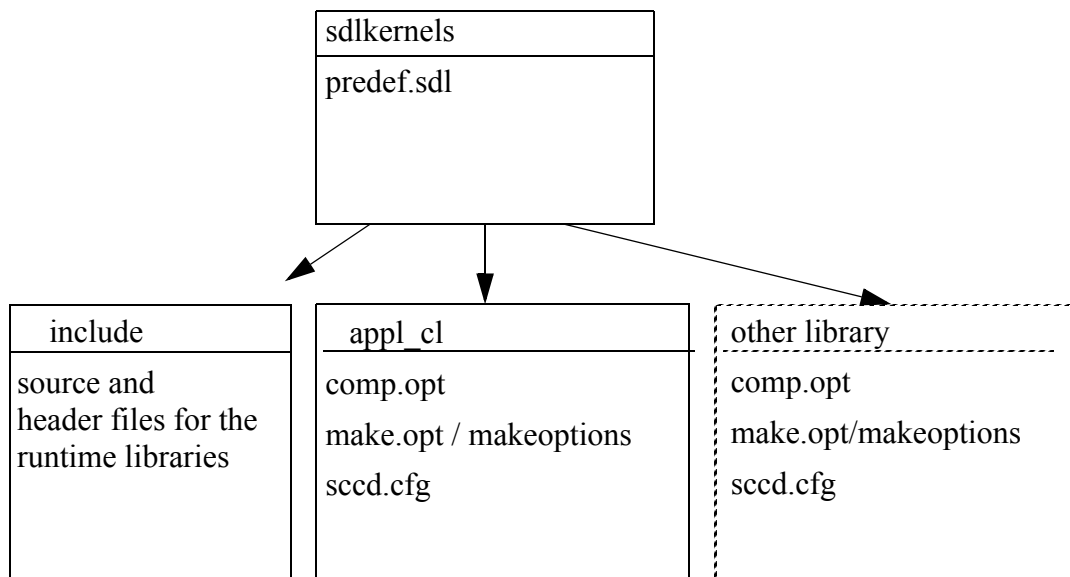 sdlkernels
predef.sdl
include
source and
header files for the
runtime libraries
appl_cl
comp.opt
make.opt / makeoptions
sccd.cfg
other library
comp.opt
make.opt/makeoptions
sccd.cfg